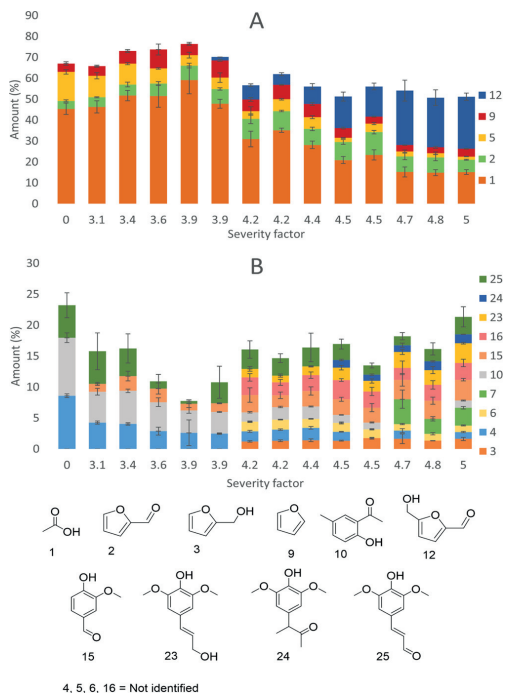 A
Amount (%)
90
80
70
60
50
40
30
20
10
0
0 3.1 3.4 3.6 3.9 3.9 4.2 4.2 4.4 4.5 4.5 4.7 4.8 5
Severity factor
12
9
5
2
1
B
Amount (%)
30
25
20
15
10
5
0
0 3.1 3.4 3.6 3.9 3.9 4.2 4.2 4.4 4.5 4.5 4.7 4.8 5
Severity factor
25
24
23
16
15
10
7
6
4
3
O
OH
1
O
O
2
O
OH
3
O
9
O
OH
10
HO
O
O
12
OH
O
O
15
OH
O
O
OH
23
OH
O
O
O
24
OH
O
O
O
25
4, 5, 6, 16 = Not identified